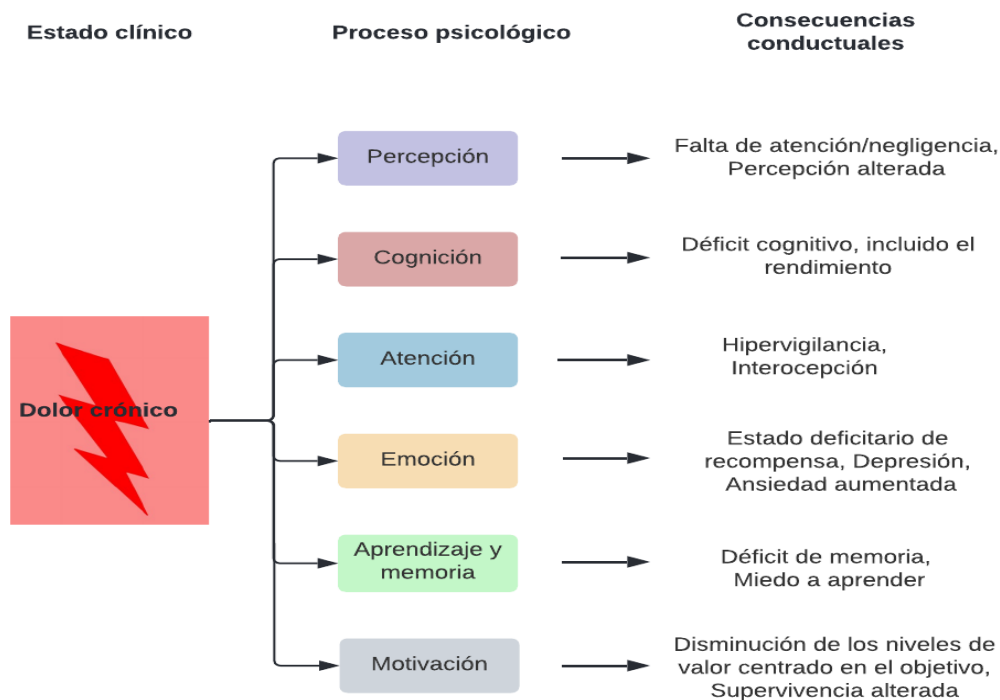 Estado clínico
Proceso psicológico
Consecuencias
conductuales
Dolor crónico
Percepción
Falta de atención/negligencia,
Percepción alterada
Cognición
Déficit cognitivo, incluido el
rendimiento
Atención
Hipervigilancia,
Interocepción
Emoción
Estado deficitario de
recompensa, Depresión,
Ansiedad aumentada
Aprendizaje y
memoria
Déficit de memoria,
Miedo a aprender
Motivación
Disminución de los niveles de
valor centrado en el objetivo,
Supervivencia alterada